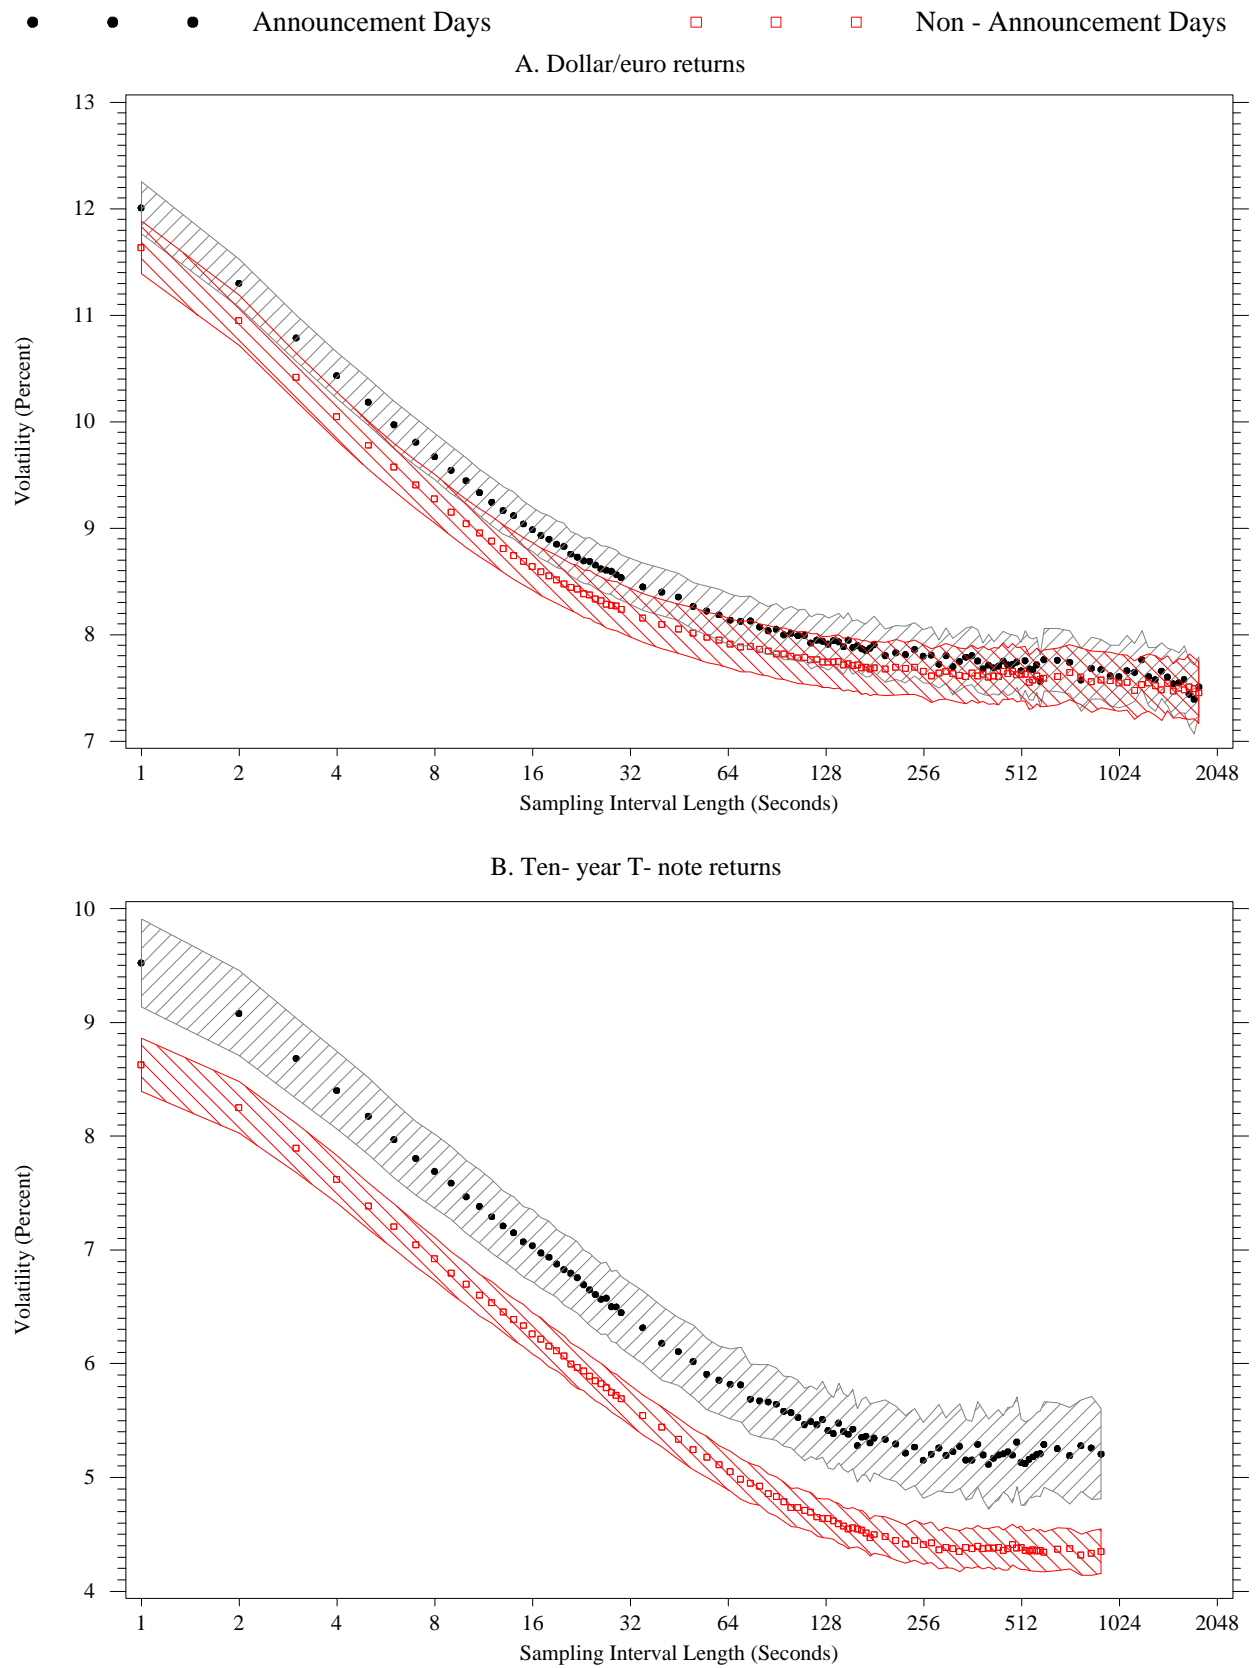 Announcement Days Non - Announcement Days
A. Dollar/euro returns
13
12
11
10
9
8
7
Volatility (Percent)
1 2 4 8 16 32 64 128 256 512 1024 2048
Sampling Interval Length (Seconds)
B. Ten- year T- note returns
10
9
8
7
6
5
4
Volatility (Percent)
1 2 4 8 16 32 64 128 256 512 1024 2048
Sampling Interval Length (Seconds)